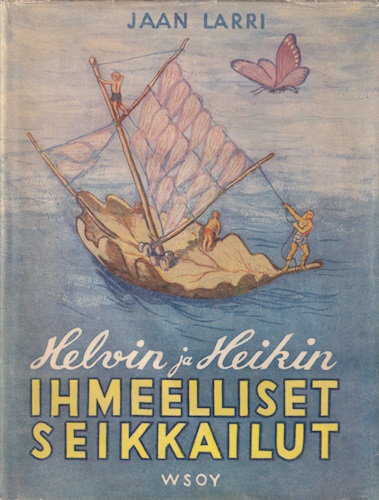 JAAN LARRI
Helvin ja Heikin
IHMEELLISET
SEIKKAILUT
WSOY